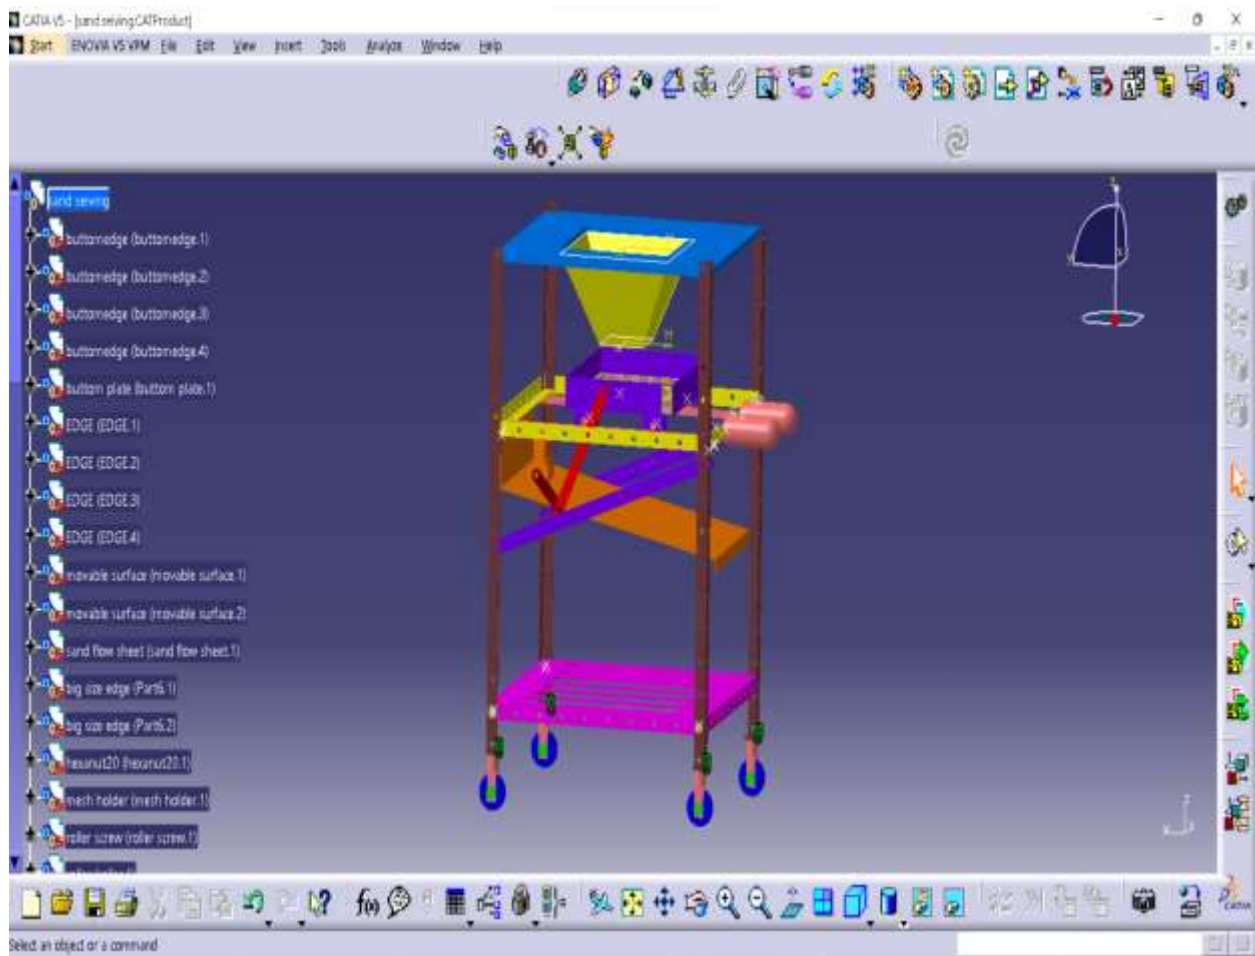 CATIA V5 - [sand seiving.CATProduct]
Start ENOVIA V5 VPM File Edit View Insert Tools Analyze Window Help
sand seiving
buttomedge (buttomedge.1)
buttomedge (buttomedge.2)
buttomedge (buttomedge.3)
buttomedge (buttomedge.4)
buttom plate (buttom plate.1)
EDGE (EDGE.1)
EDGE (EDGE.2)
EDGE (EDGE.3)
EDGE (EDGE.4)
movable surface (movable surface.1)
movable surface (movable surface.2)
sand flow sheet (sand flow sheet.1)
big size edge (Part6.1)
big size edge (Part6.2)
hexanut20 (hexanut20.1)
mesh holder (mesh holder.1)
roller screw (roller screw.1)
f(x)
CATIA
Select an object or a command